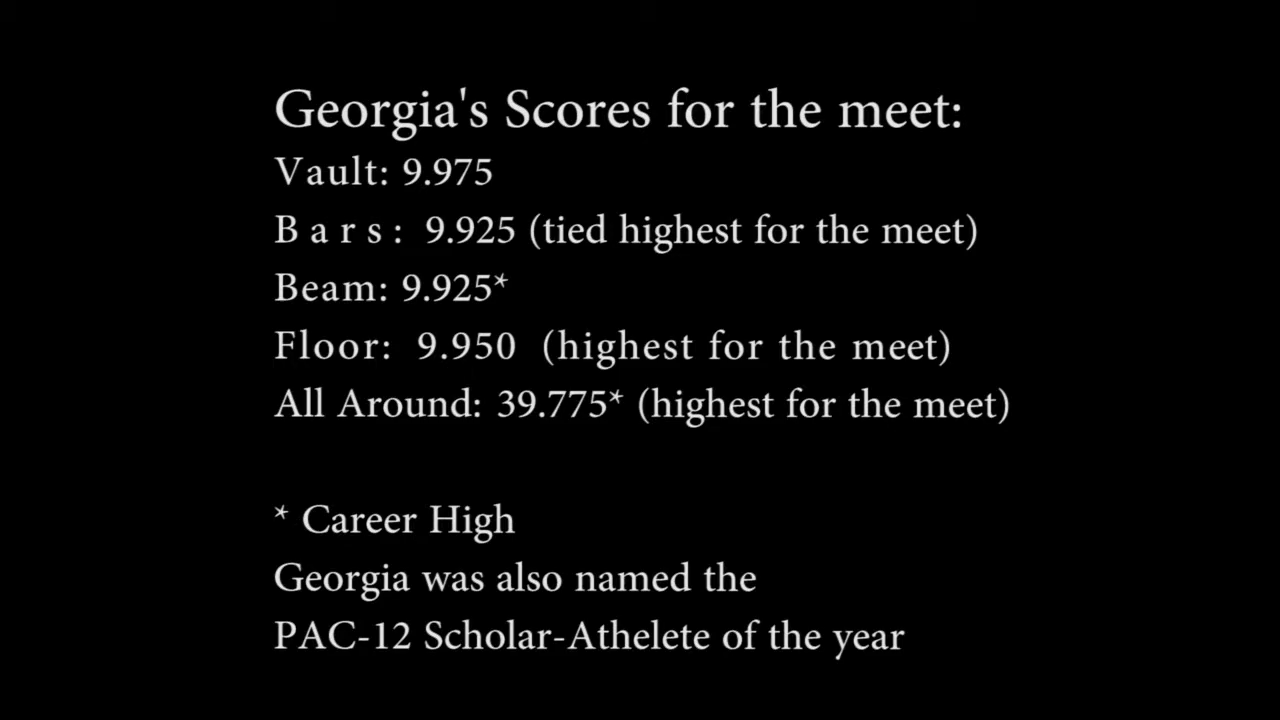 Georgia's Scores for the meet:
Vault: 9.975
Bars: 9.925 (tied highest for the meet)
Beam: 9.925*
Floor: 9.950 (highest for the meet)
All Around: 39.775* (highest for the meet)
* Career High
Georgia was also named the
PAC-12 Scholar-Athelete of the year